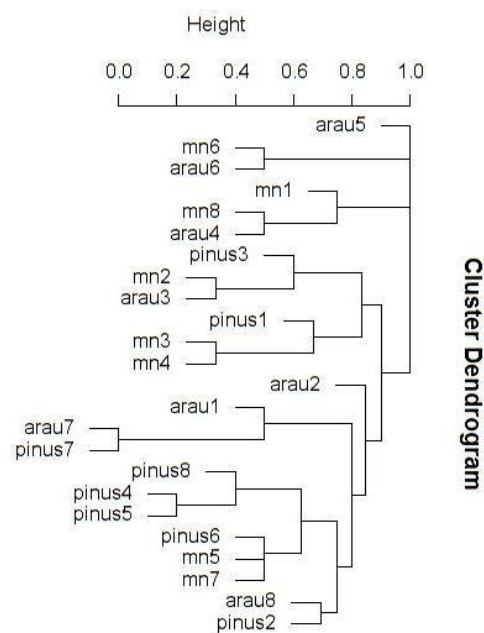 Height
0.0 0.2 0.4 0.6 0.8 1.0
arau5
mn6
arau6
mn1
mn8
arau4
pinus3
mn2
arau3
pinus1
mn3
mn4
arau2
arau1
arau7
pinus7
pinus8
pinus4
pinus5
pinus6
mn5
mn7
arau8
pinus2
Cluster Dendrogram